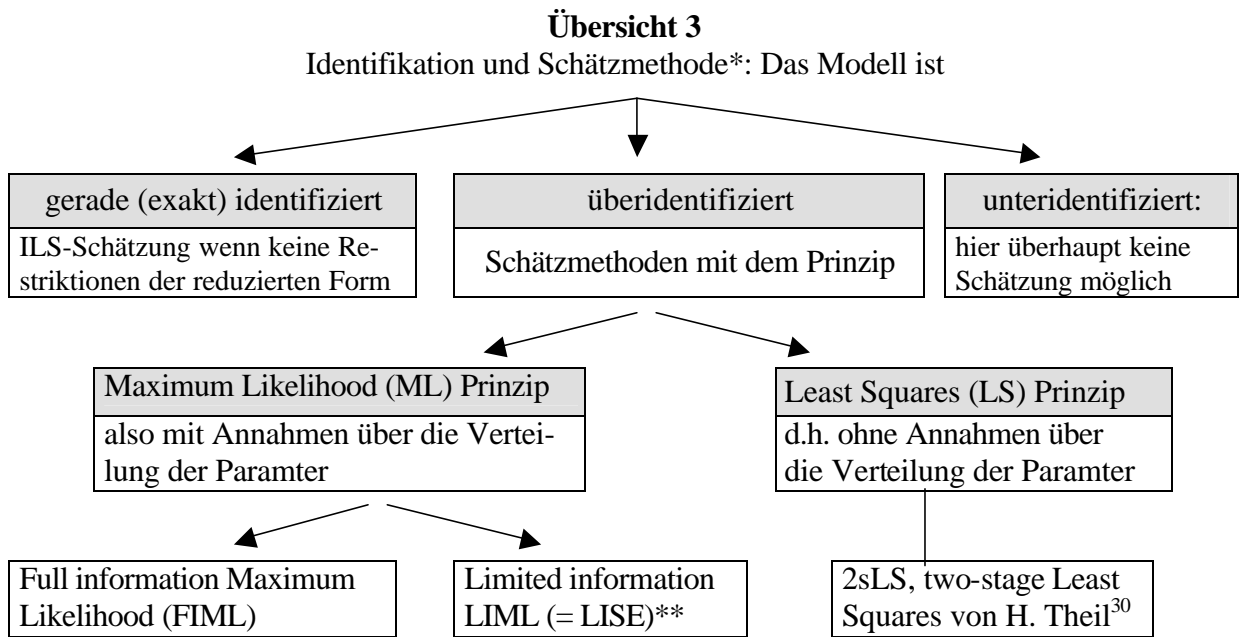 Übersicht 3
Identifikation und Schätzmethode*: Das Modell ist
gerade (exakt) identifiziert
ILS-Schätzung wenn keine Re-
striktionen der reduzierten Form
überidentifiziert
Schätzmethoden mit dem Prinzip
unteridentifiziert:
hier überhaupt keine
Schätzung möglich
Maximum Likelihood (ML) Prinzip
also mit Annahmen über die Vertei-
lung der Paramter
Least Squares (LS) Prinzip
d.h. ohne Annahmen über
die Verteilung der Paramter
Full information Maximum
Likelihood (FIML)
Limited information
LIML (= LISE)**
2sLS, two-stage Least
Squares von H. Theil30